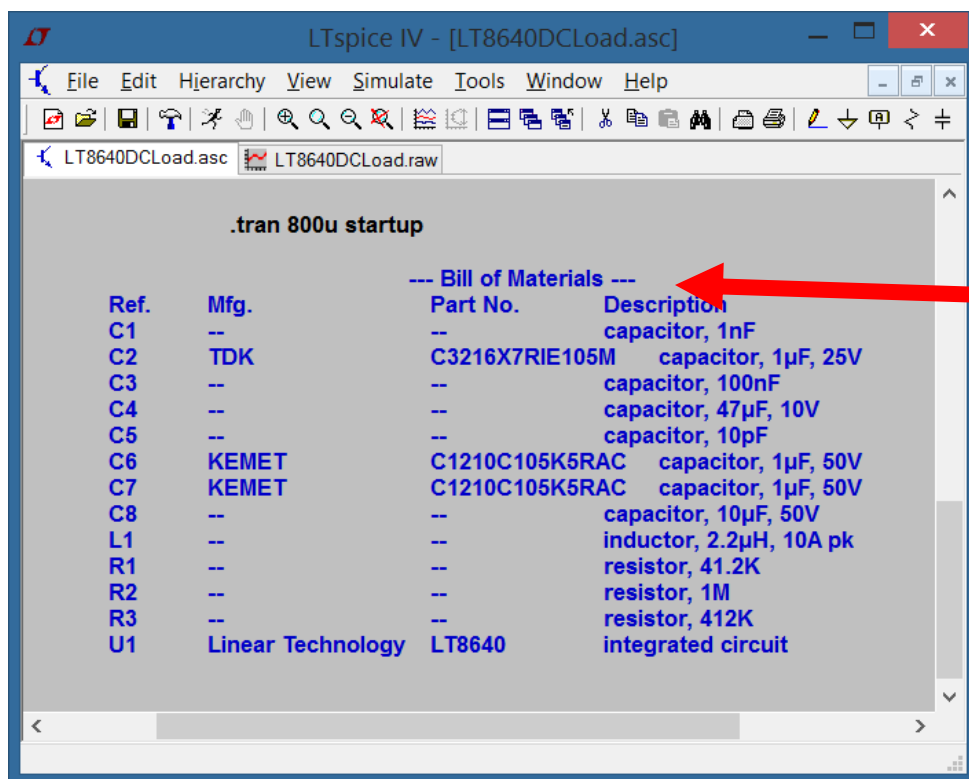 LTspice IV - [LT8640DCLoad.asc]
File Edit Hierarchy View Simulate Tools Window Help
LT8640DCLoad.asc LT8640DCLoad.raw
.tran 800u startup
--- Bill of Materials ---
Ref. Mfg. Part No. Description
C1 -- -- capacitor, 1nF
C2 TDK C3216X7RIE105M capacitor, 1µF, 25V
C3 -- -- capacitor, 100nF
C4 -- -- capacitor, 47µF, 10V
C5 -- -- capacitor, 10pF
C6 KEMET C1210C105K5RAC capacitor, 1µF, 50V
C7 KEMET C1210C105K5RAC capacitor, 1µF, 50V
C8 -- -- capacitor, 10µF, 50V
L1 -- -- inductor, 2.2µH, 10A pk
R1 -- -- resistor, 41.2K
R2 -- -- resistor, 1M
R3 -- -- resistor, 412K
U1 Linear Technology LT8640 integrated circuit